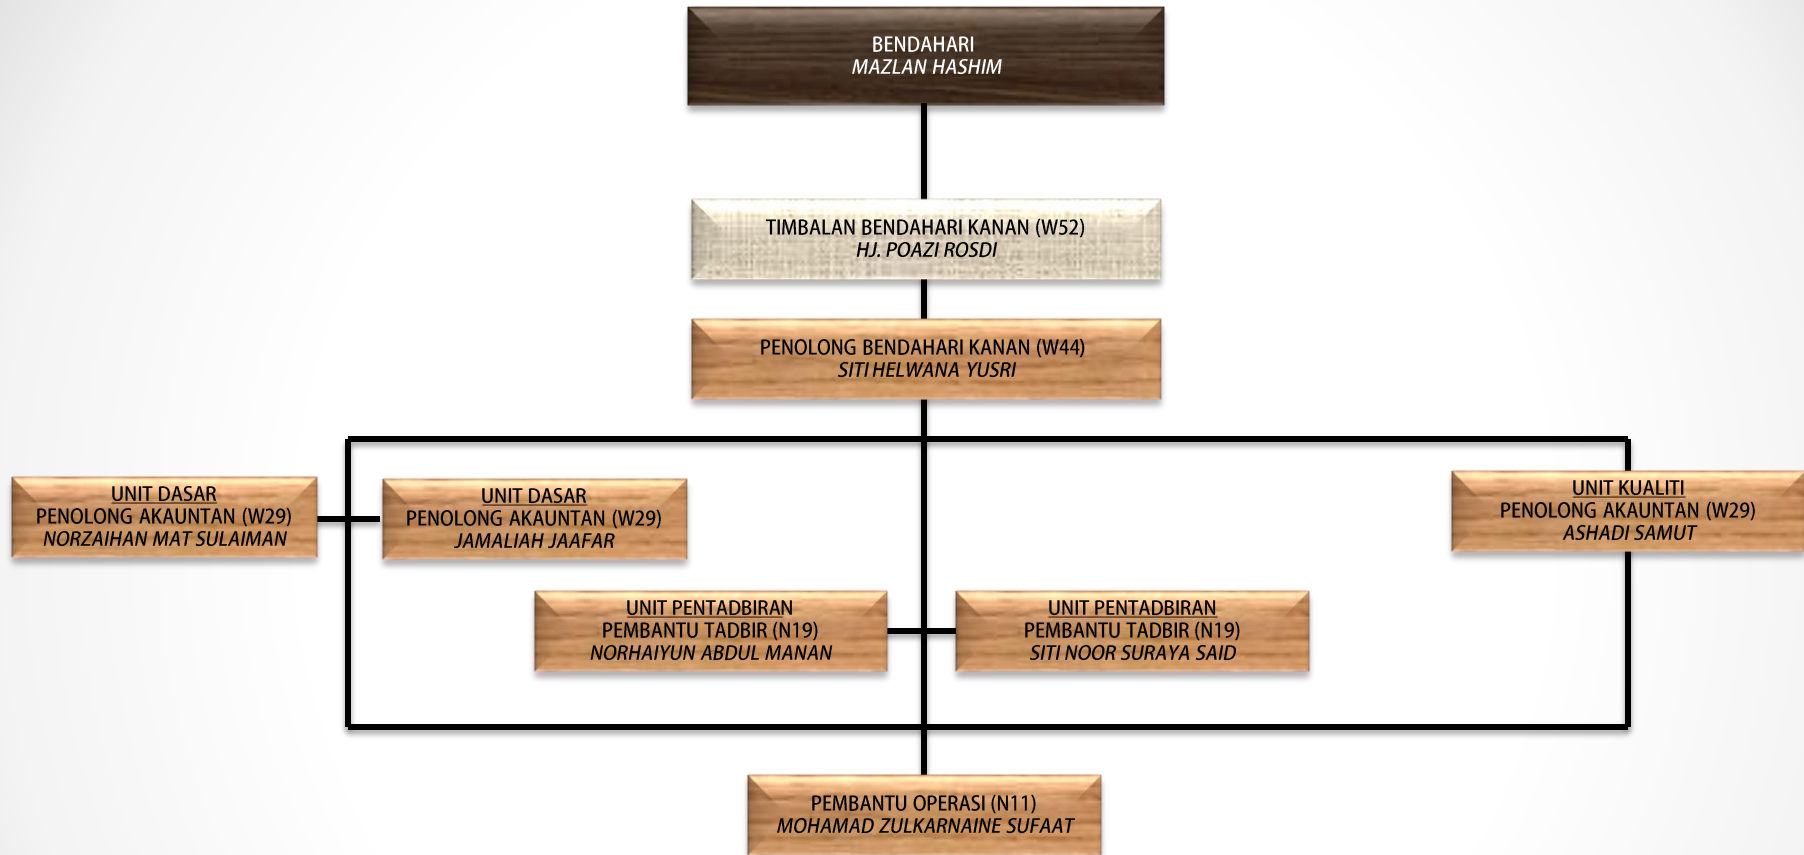 BENDAHARI
MAZLAN HASHIM
TIMBALAN BENDAHARI KANAN (W52)
HJ. POAZI ROSDI
PENOLONG BENDAHARI KANAN (W44)
SITI HELWANA YUSRI
UNIT DASAR
PENOLONG AKAUNTAN (W29)
NORZAIHAN MAT SULAIMAN
UNIT DASAR
PENOLONG AKAUNTAN (W29)
JAMALIAH JAAFAR
UNIT KUALITI
PENOLONG AKAUNTAN (W29)
ASHADI SAMUT
UNIT PENTADBIRAN
PEMBANTU TADBIR (N19)
NORHAIYUN ABDUL MANAN
UNIT PENTADBIRAN
PEMBANTU TADBIR (N19)
SITI NOOR SURAYA SAID
PEMBANTU OPERASI (N11)
MOHAMAD ZULKARNAINE SUFAAT